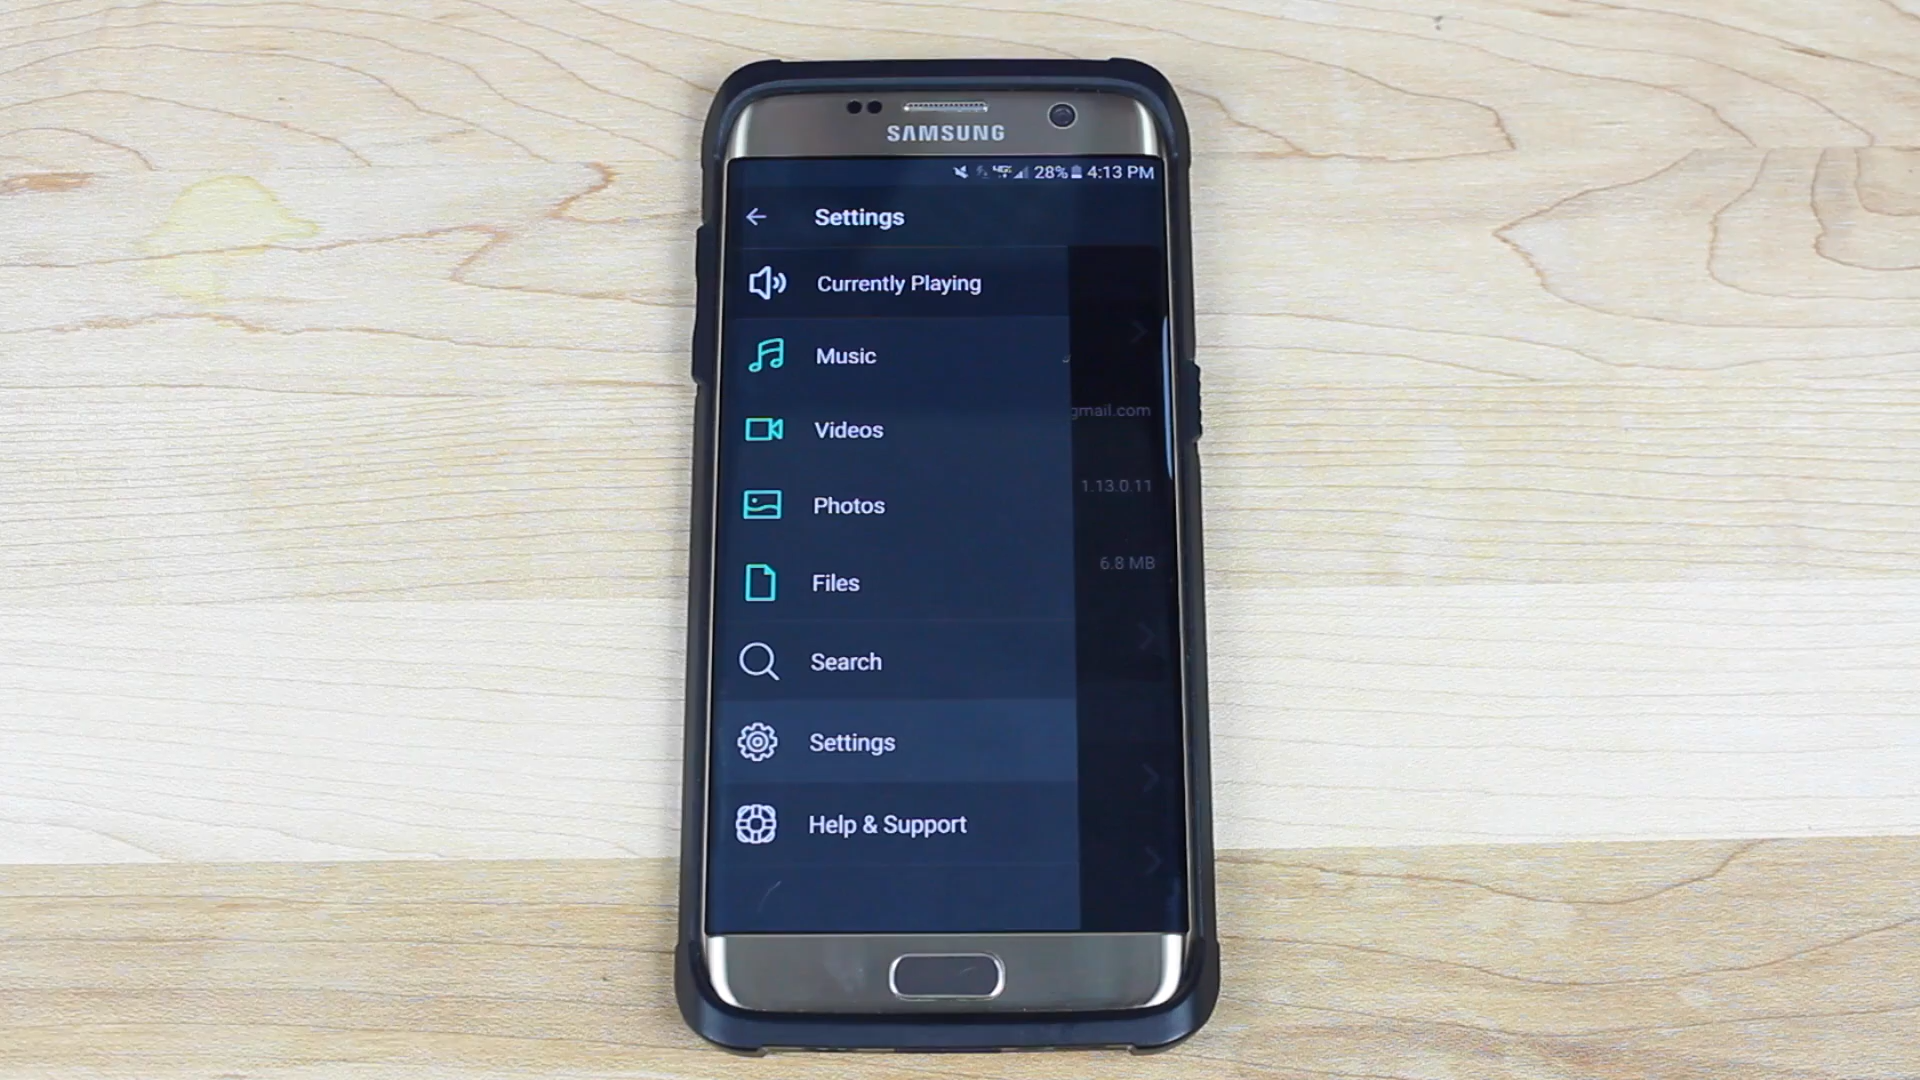 SAMSUNG
28% 4:13 PM
Settings
Currently Playing
Music
Videos
gmail.com
Photos
1.13.0.11
Files
6.8 MB
Search
Settings
Help & Support